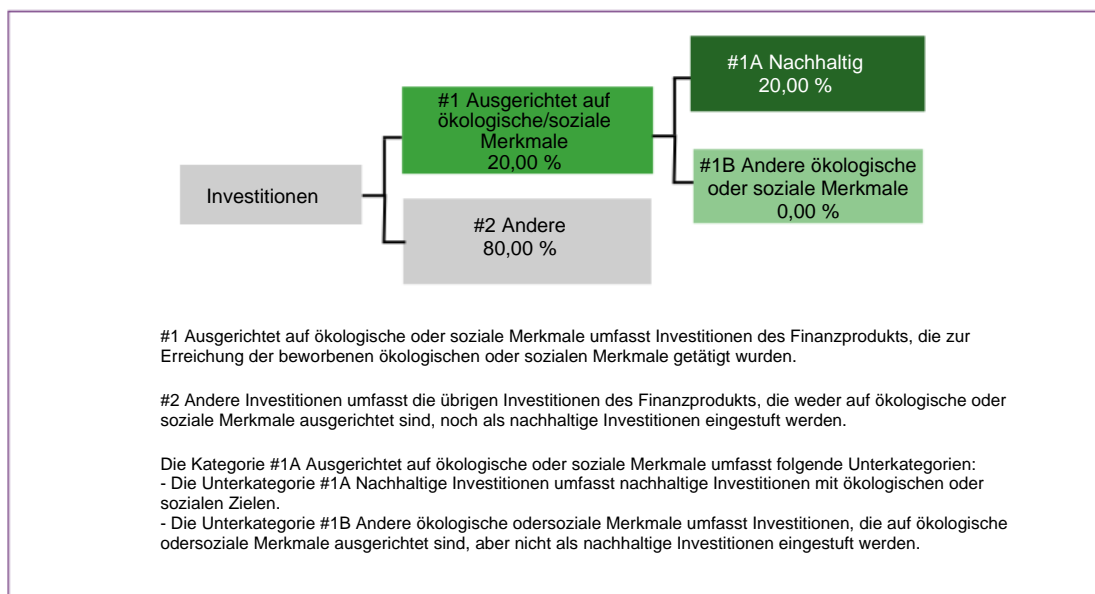 #1A Nachhaltig
20,00 %
#1 Ausgerichtet auf
ökologische/soziale
Merkmale
20,00 %
#1B Andere ökologische
oder soziale Merkmale
0,00 %
Investitionen
#2 Andere
80,00 %
#1 Ausgerichtet auf ökologische oder soziale Merkmale umfasst Investitionen des Finanzprodukts, die zur
Erreichung der beworbenen ökologischen oder sozialen Merkmale getätigt wurden.
#2 Andere Investitionen umfasst die übrigen Investitionen des Finanzprodukts, die weder auf ökologische oder
soziale Merkmale ausgerichtet sind, noch als nachhaltige Investitionen eingestuft werden.
Die Kategorie #1A Ausgerichtet auf ökologische oder soziale Merkmale umfasst folgende Unterkategorien:
- Die Unterkategorie #1A Nachhaltige Investitionen umfasst nachhaltige Investitionen mit ökologischen oder
sozialen Zielen.
- Die Unterkategorie #1B Andere ökologische odersoziale Merkmale umfasst Investitionen, die auf ökologische
odersoziale Merkmale ausgerichtet sind, aber nicht als nachhaltige Investitionen eingestuft werden.